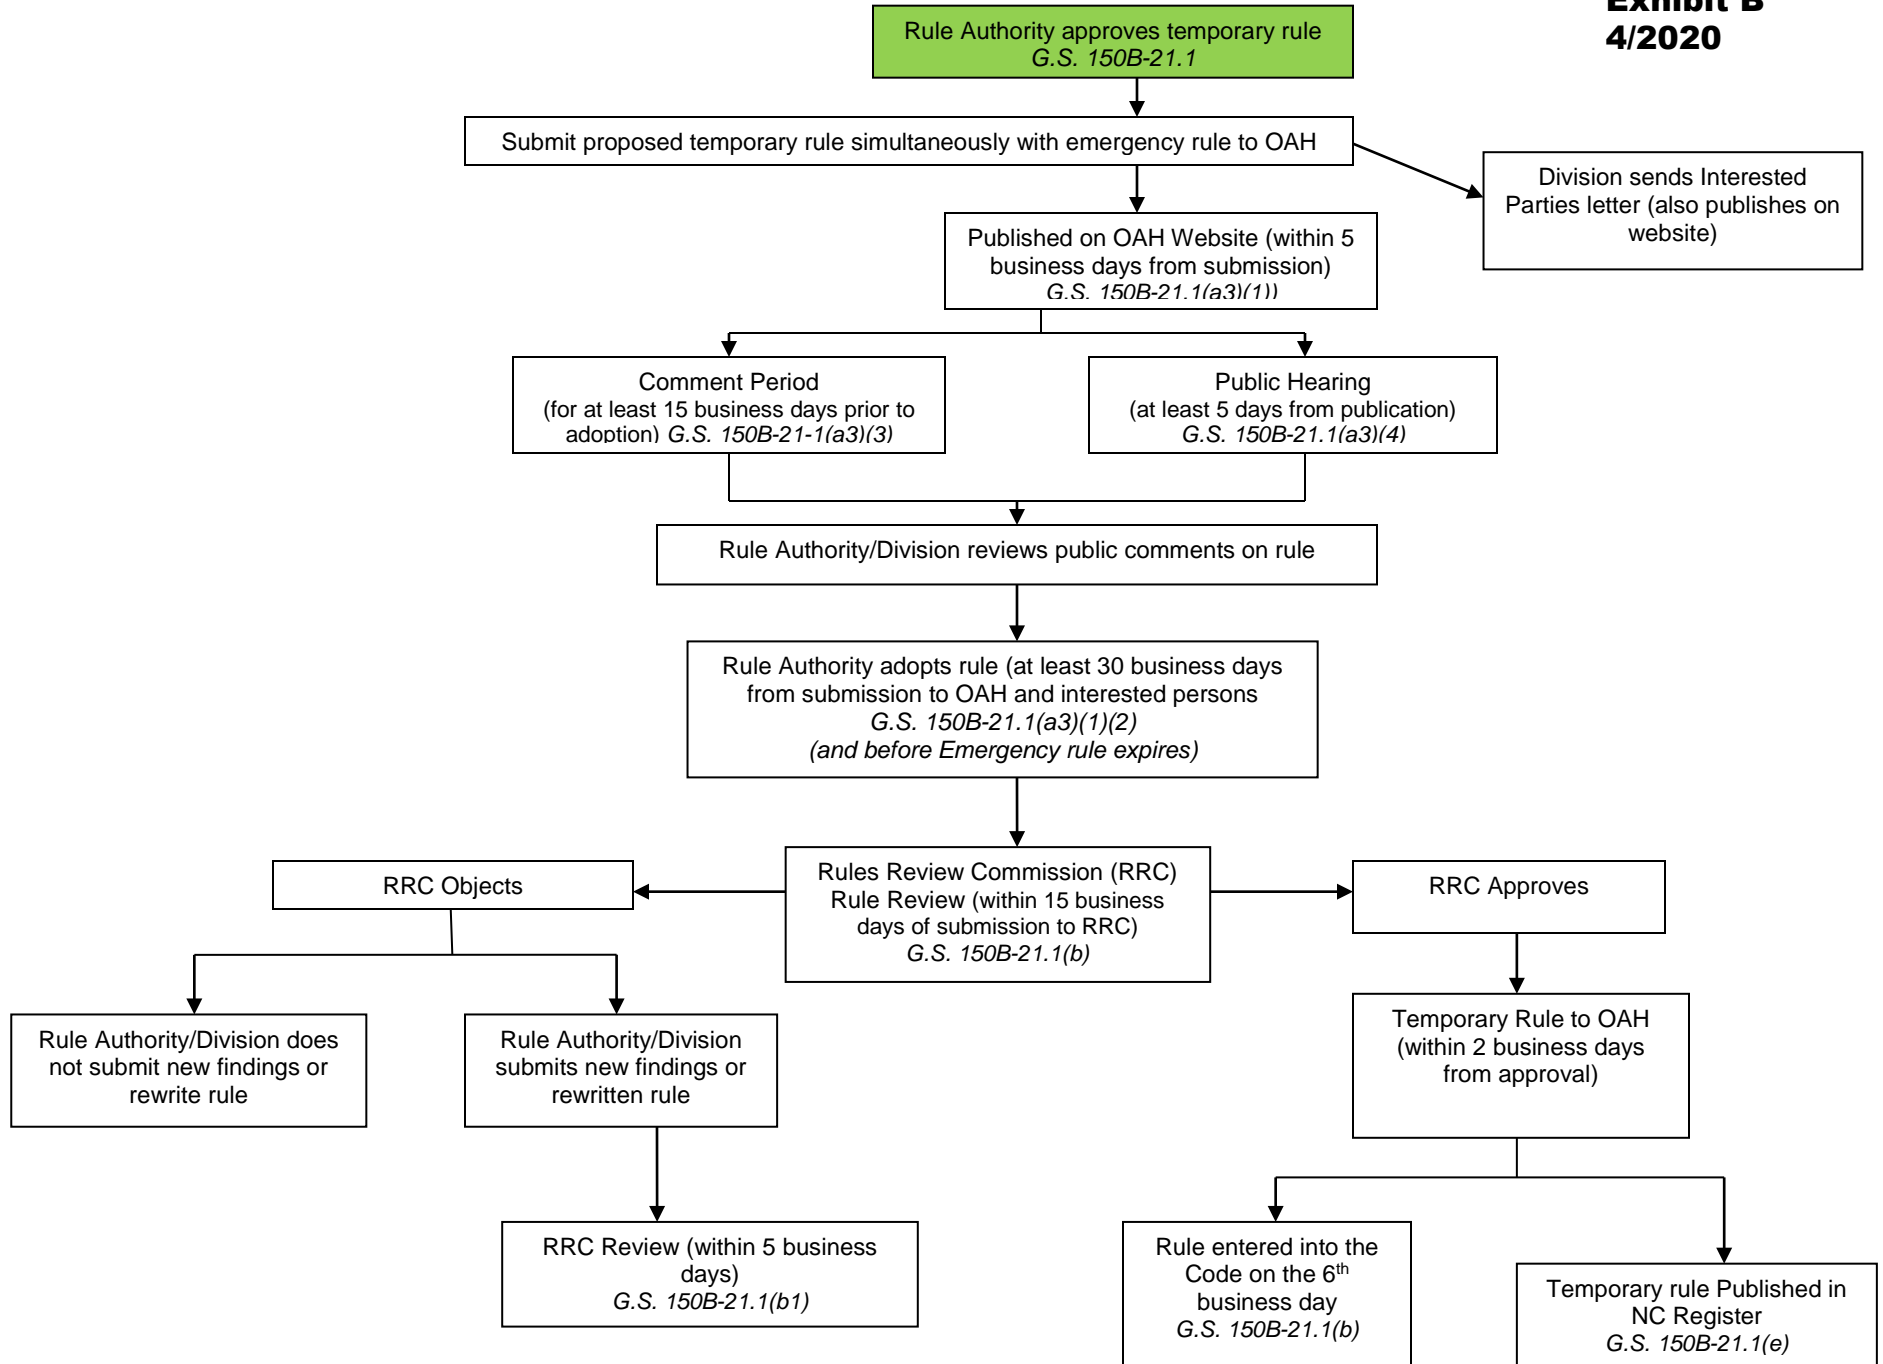 Exhibit B
4/2020
Rule Authority approves temporary rule
G.S. 150B-21.1
Submit proposed temporary rule simultaneously with emergency rule to OAH
Division sends Interested
Parties letter (also publishes on
website)
Published on OAH Website (within 5
business days from submission)
G.S. 150B-21.1(a3)(1))
Comment Period
(for at least 15 business days prior to
adoption) G.S. 150B-21-1(a3)(3)
Public Hearing
(at least 5 days from publication)
G.S. 150B-21.1(a3)(4)
Rule Authority/Division reviews public comments on rule
Rule Authority adopts rule (at least 30 business days
from submission to OAH and interested persons
G.S. 150B-21.1(a3)(1)(2)
(and before Emergency rule expires)
RRC Objects
Rules Review Commission (RRC)
Rule Review (within 15 business
days of submission to RRC)
G.S. 150B-21.1(b)
RRC Approves
Rule Authority/Division does
not submit new findings or
rewrite rule
Rule Authority/Division
submits new findings or
rewritten rule
Temporary Rule to OAH
(within 2 business days
from approval)
RRC Review (within 5 business
days)
G.S. 150B-21.1(b1)
Rule entered into the
Code on the 6th
business day
G.S. 150B-21.1(b)
Temporary rule Published in
NC Register
G.S. 150B-21.1(e)